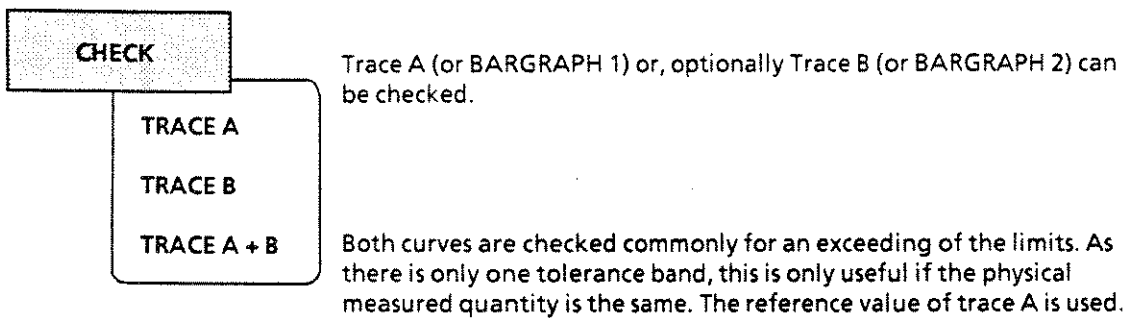 CHECK
Trace A (or BARGRAPH 1) or, optionally Trace B (or BARGRAPH 2) can
be checked.
TRACE A
TRACE B
TRACE A + B
Both curves are checked commonly for an exceeding of the limits. As
there is only one tolerance band, this is only useful if the physical
measured quantity is the same. The reference value of trace A is used.